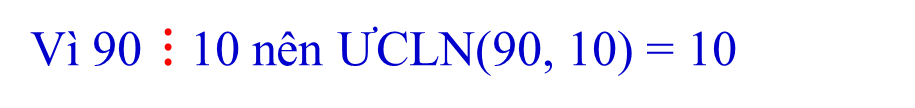 Vì 90 ⋮ 10 nên ƯCLN(90, 10) = 10